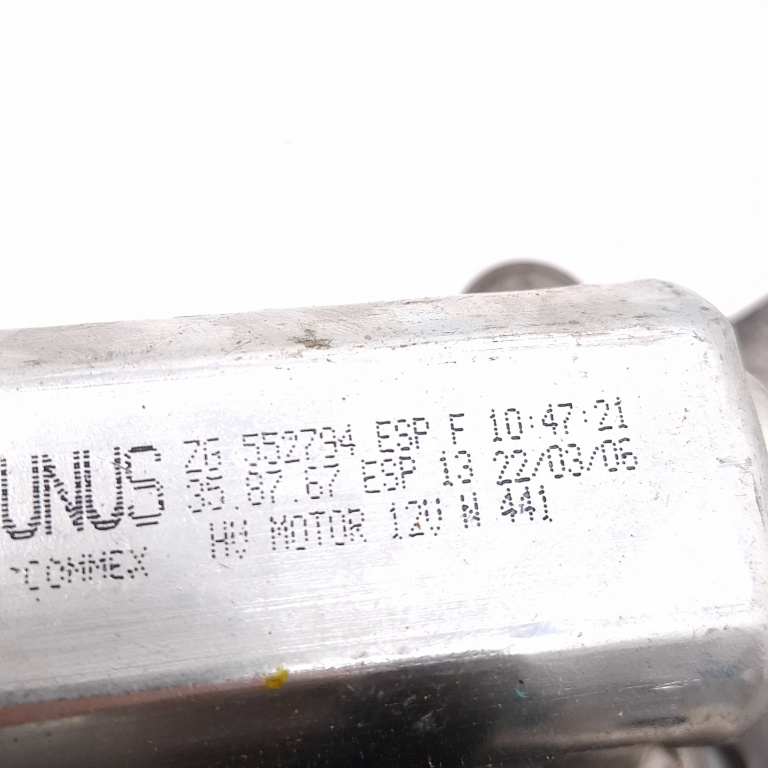 UNUS
COMMEX
ZG 552794 ESP F 10:47:21
35.87.67 ESP 13 22/03/06
HV MOTOR 12V W 441